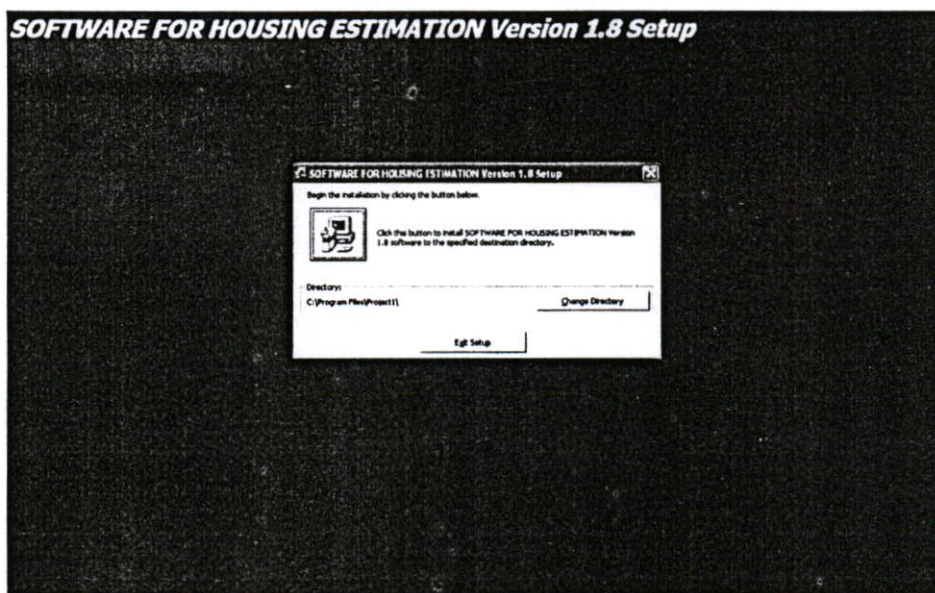 SOFTWARE FOR HOUSING ESTIMATION Version 1.8 Setup
SOFTWARE FOR HOUSING ESTIMATION Version 1.8 Setup
Begin the installation by clicking the button below.
Click this button to install SOFTWARE FOR HOUSING ESTIMATION Version
1.8 software to the specified destination directory.
Directory:
C:\Program Files\Project1\
Change Directory
Exit Setup